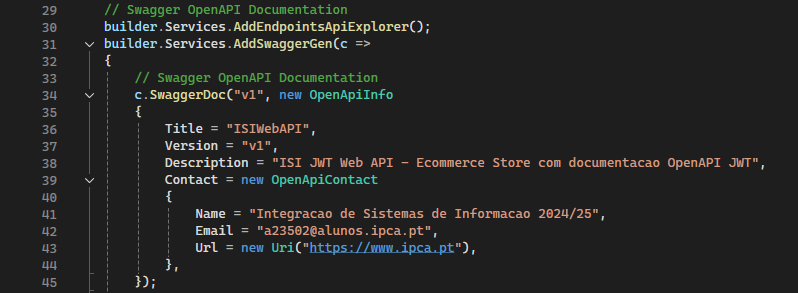 29 // Swagger OpenAPI Documentation
30 builder.Services.AddEndpointsApiExplorer();
31 builder.Services.AddSwaggerGen(c =>
32 {
33 // Swagger OpenAPI Documentation
34 c.SwaggerDoc("v1", new OpenApiInfo
35 {
36 Title = "ISIWebAPI",
37 Version = "v1",
38 Description = "ISI JWT Web API - Ecommerce Store com documentacao OpenAPI JWT",
39 Contact = new OpenApiContact
40 {
41 Name = "Integracao de Sistemas de Informacao 2024/25",
42 Email = "a23502@alunos.ipca.pt",
43 Url = new Uri("https://www.ipca.pt"),
44 },
45 });